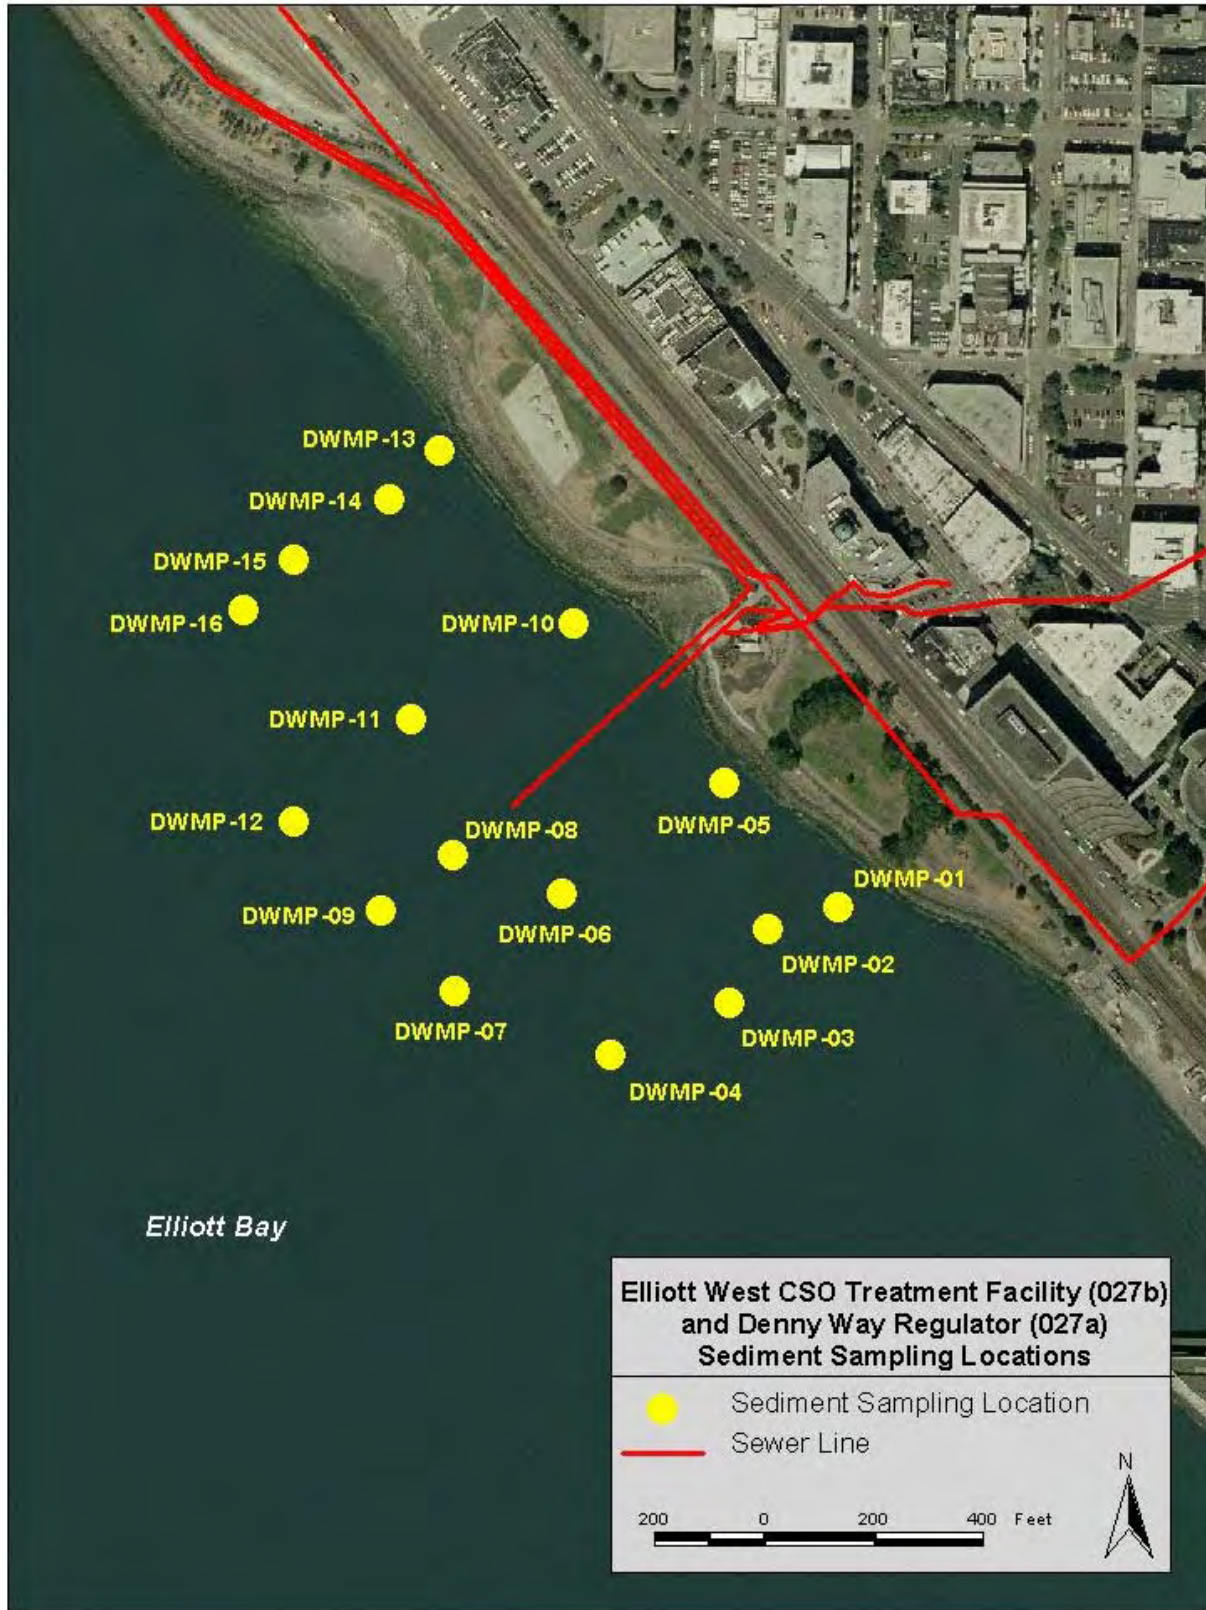 DWMP-13
DWMP-14
DWMP-15
DWMP-16
DWMP-10
DWMP-11
DWMP-12
DWMP-08
DWMP-05
DWMP-01
DWMP-09
DWMP-06
DWMP-02
DWMP-07
DWMP-03
DWMP-04
Elliott Bay
Elliott West CSO Treatment Facility (027b)
and Denny Way Regulator (027a)
Sediment Sampling Locations
Sediment Sampling Location
Sewer Line
N
200 0 200 400 Feet